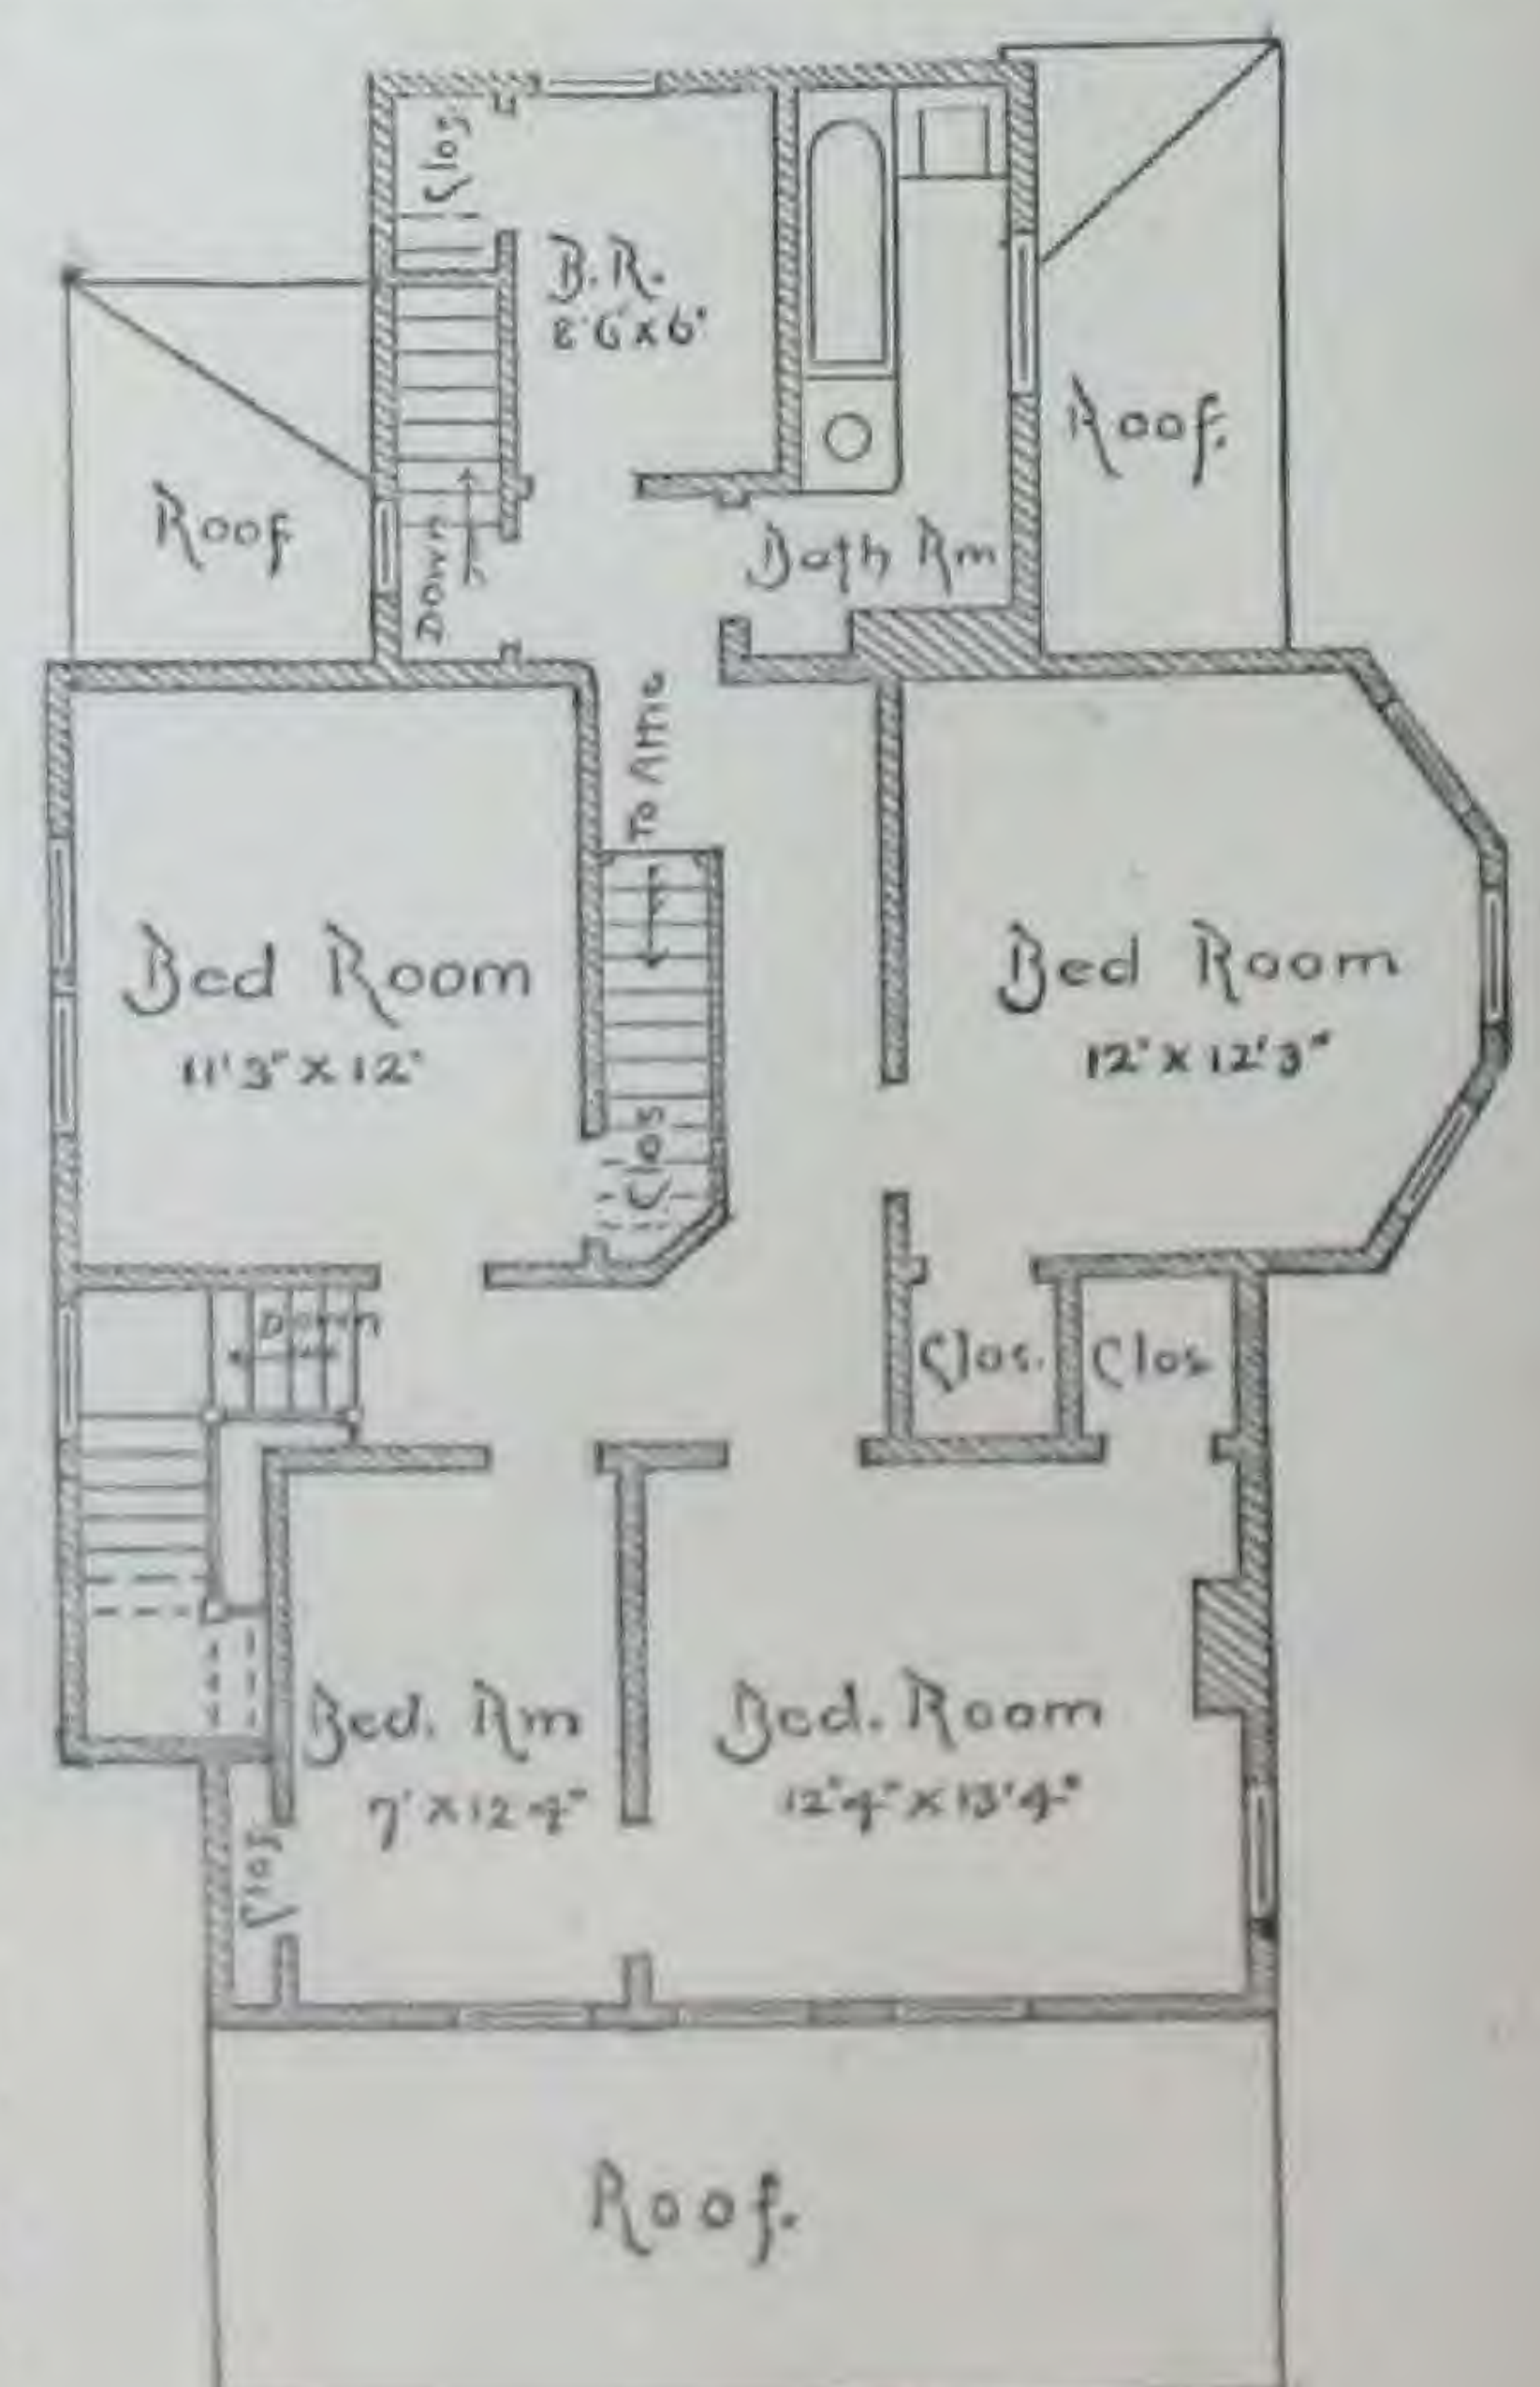 Clos
B.R.
8'6"x6'
Roof
Roof.
Down
Bath Rm
To Attic
Bed Room
11'3" x 12'
Bed Room
12' x 12'3"
Clos
Down
Clos.
Clos
Bed. Rm
7' x 12 4"
Bed. Room
12'4" x 13'4"
Clos
Roof.